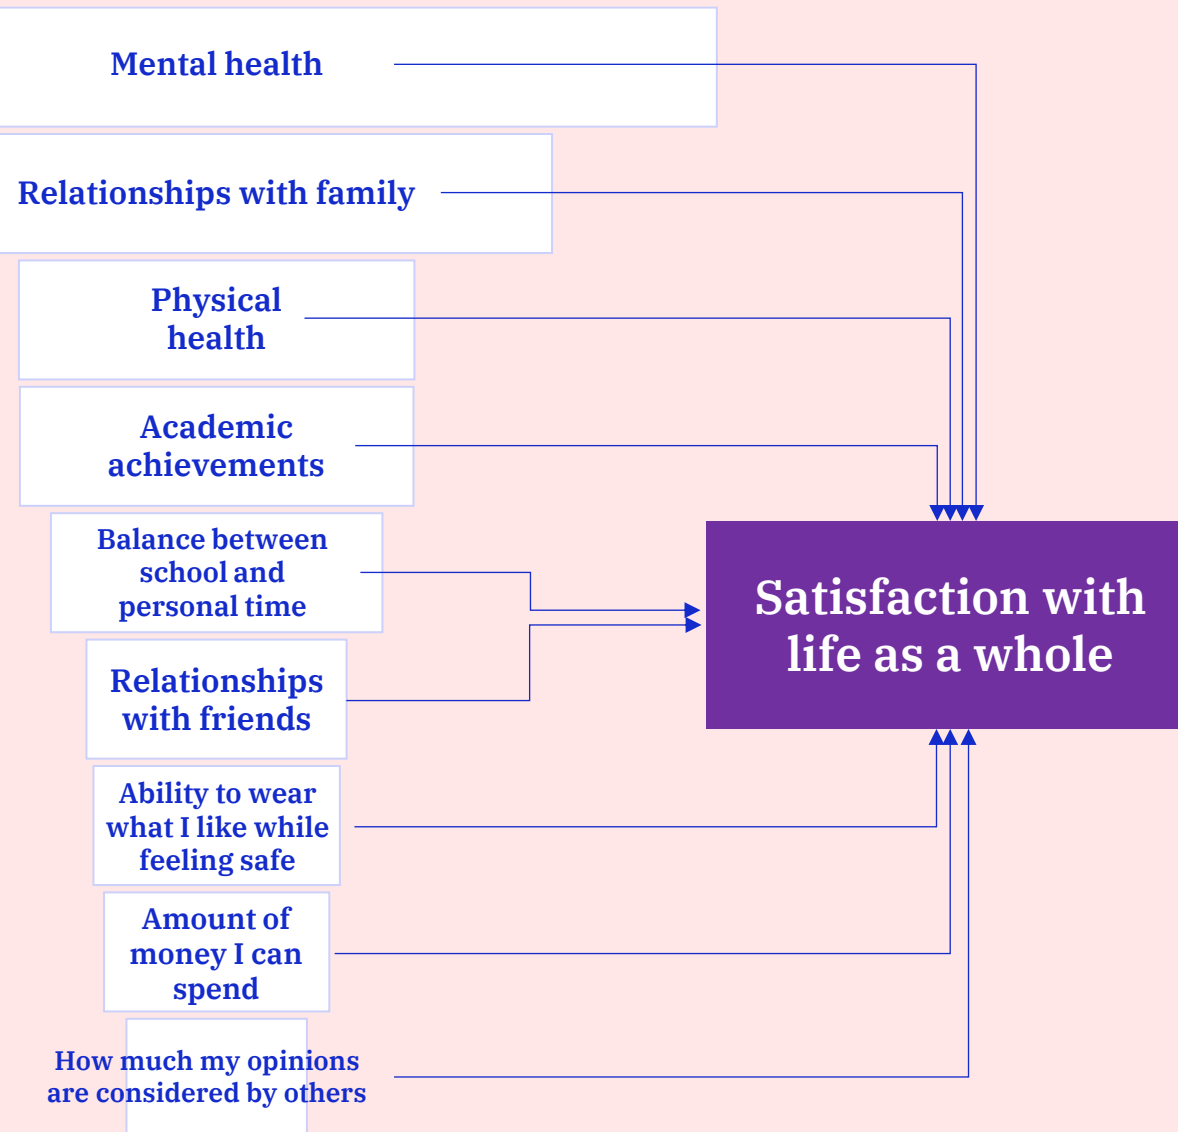 Mental health
Relationships with family
Physical
health
Academic
achievements
Balance between
school and
personal time
Relationships
with friends
Ability to wear
what I like while
feeling safe
Amount of
money I can
spend
How much my opinions
are considered by others
Satisfaction with
life as a whole